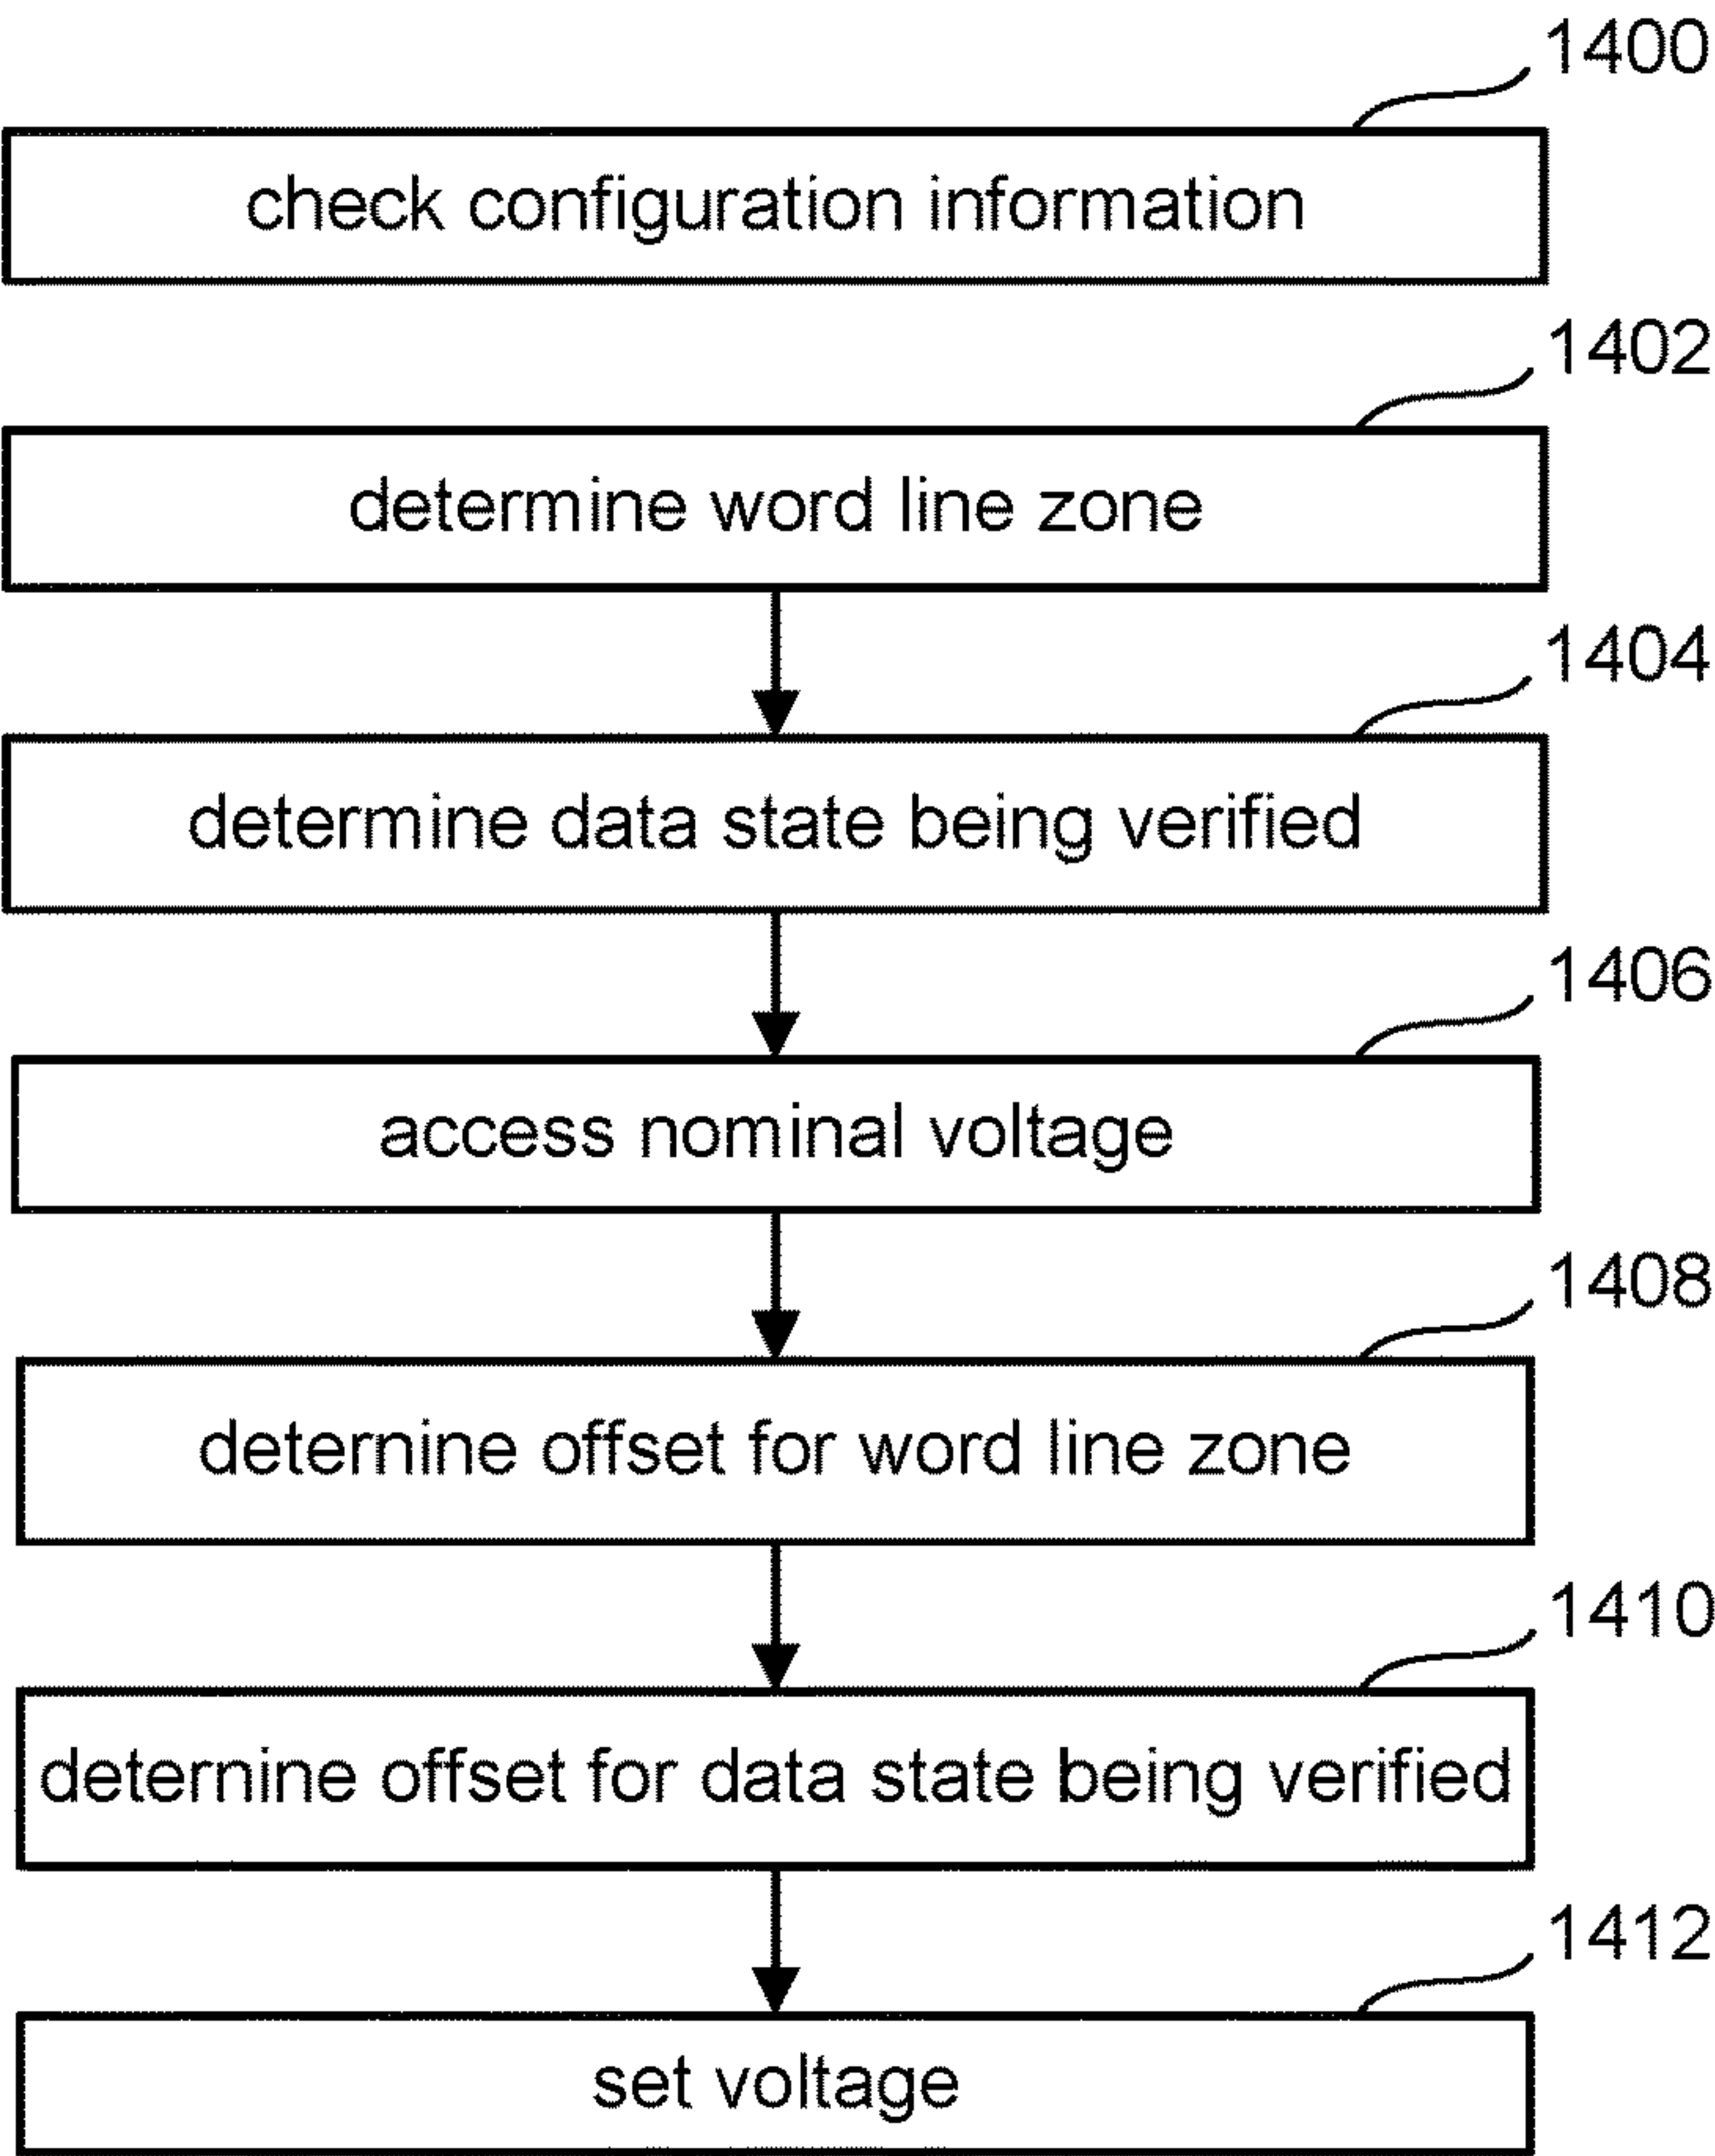 1400
check configuration information
1402
determine word line zone
1404
determine data state being verified
1406
access nominal voltage
1408
deternine offset for word line zone
1410
deternine offset for data state being verified
1412
set voltage